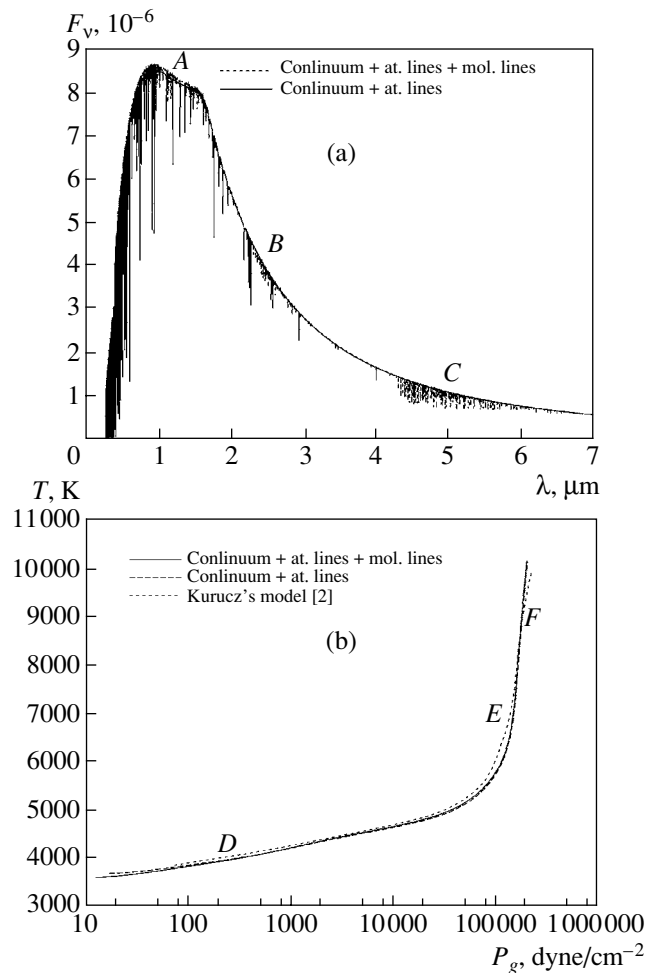 F_ν, 10⁻⁶
9
8
7
6
5
4
3
2
1
0
A
B
C
Conlinuum + at. lines + mol. lines
Conlinuum + at. lines
(a)
1 2 3 4 5 6 7
λ, μm
T, K
11000
10000
9000
8000
7000
6000
5000
4000
3000
Conlinuum + at. lines + mol. lines
Conlinuum + at. lines
Kurucz's model [2]
(b)
F
E
D
10 100 1000 10000 100000 1000000
P_g, dyne/cm⁻²